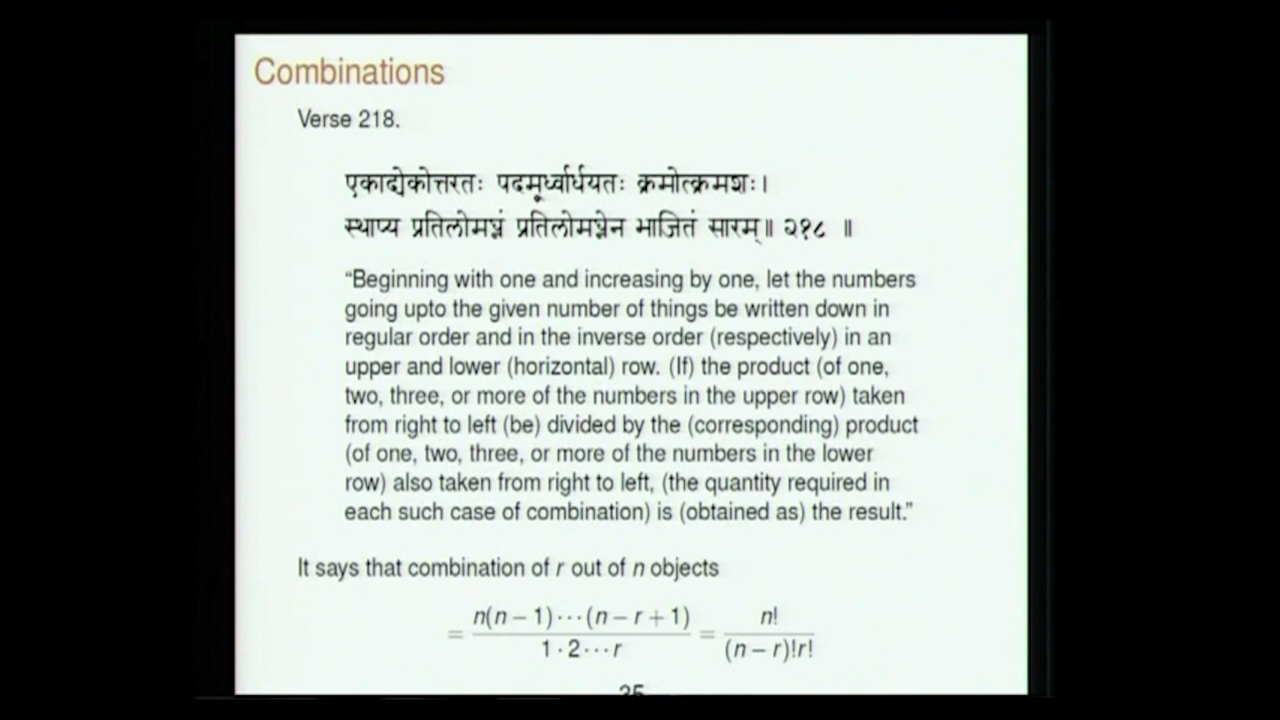 Combinations
Verse 218.
एकाद्येकोत्तरतः पदमूर्ध्वार्धयतः क्रमोत्क्रमशः।
स्थाप्य प्रतिलोमघ्नं प्रतिलोमघ्नेन भाजितं सारम्॥ २१८ ॥
“Beginning with one and increasing by one, let the numbers
going upto the given number of things be written down in
regular order and in the inverse order (respectively) in an
upper and lower (horizontal) row. (If) the product (of one,
two, three, or more of the numbers in the upper row) taken
from right to left (be) divided by the (corresponding) product
(of one, two, three, or more of the numbers in the lower
row) also taken from right to left, (the quantity required in
each such case of combination) is (obtained as) the result.”
It says that combination of r out of n objects
= n(n − 1) ⋯ (n − r + 1) / 1 · 2 ⋯ r = n! / (n − r)!r!